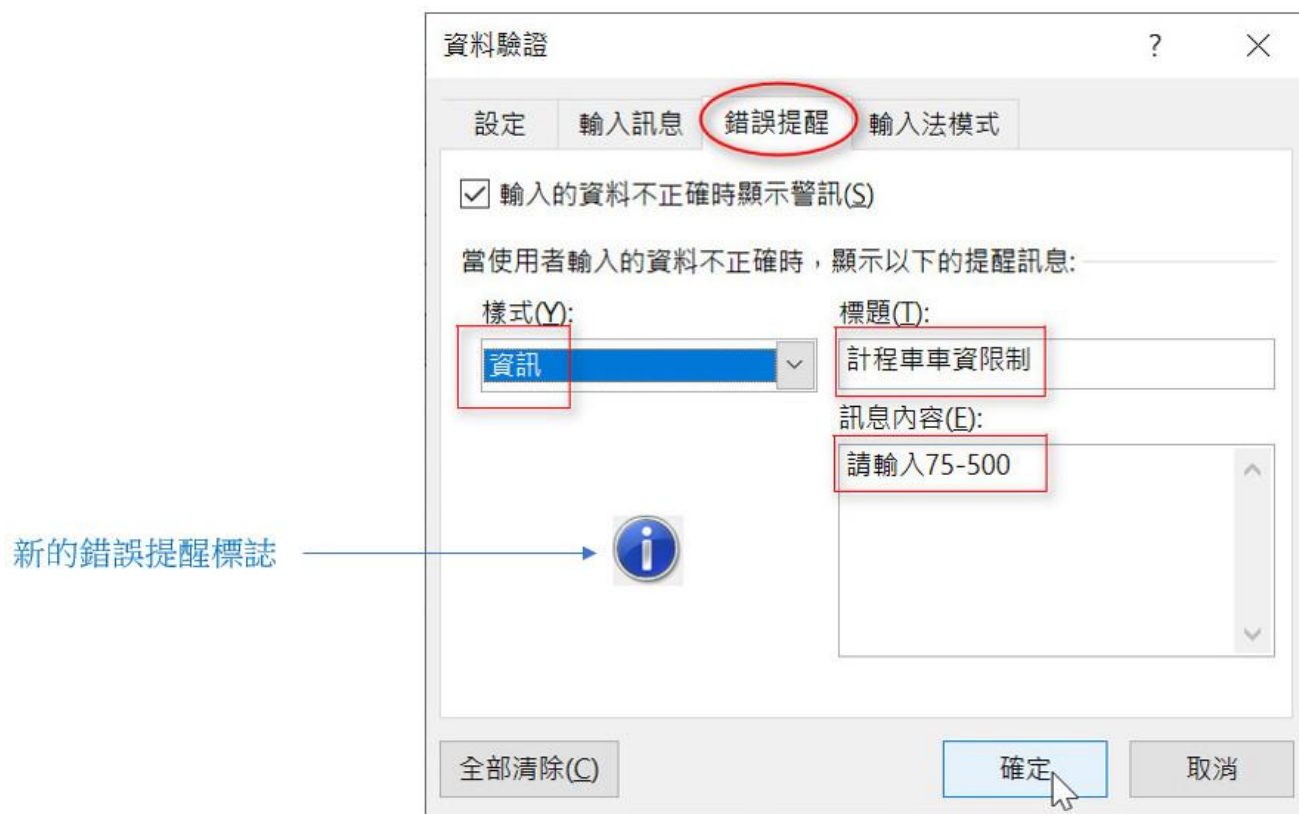 資料驗證 ?
設定 輸入訊息 錯誤提醒 輸入法模式
輸入的資料不正確時顯示警訊(S)
當使用者輸入的資料不正確時，顯示以下的提醒訊息:
樣式(Y):
資訊
標題(T):
計程車車資限制
訊息內容(E):
請輸入75-500
新的錯誤提醒標誌
全部清除(C) 確定 取消